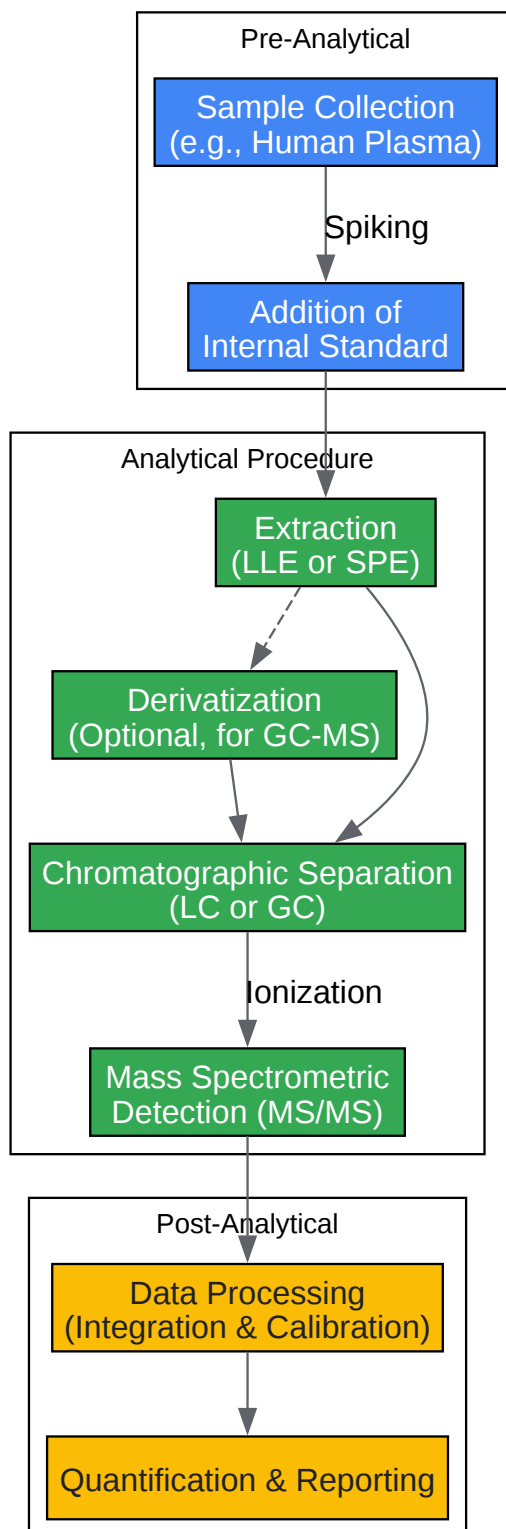 Pre-Analytical
Sample Collection
(e.g., Human Plasma)
Spiking
Addition of
Internal Standard
Analytical Procedure
Extraction
(LLE or SPE)
Derivatization
(Optional, for GC-MS)
Chromatographic Separation
(LC or GC)
Ionization
Mass Spectrometric
Detection (MS/MS)
Post-Analytical
Data Processing
(Integration & Calibration)
Quantification & Reporting